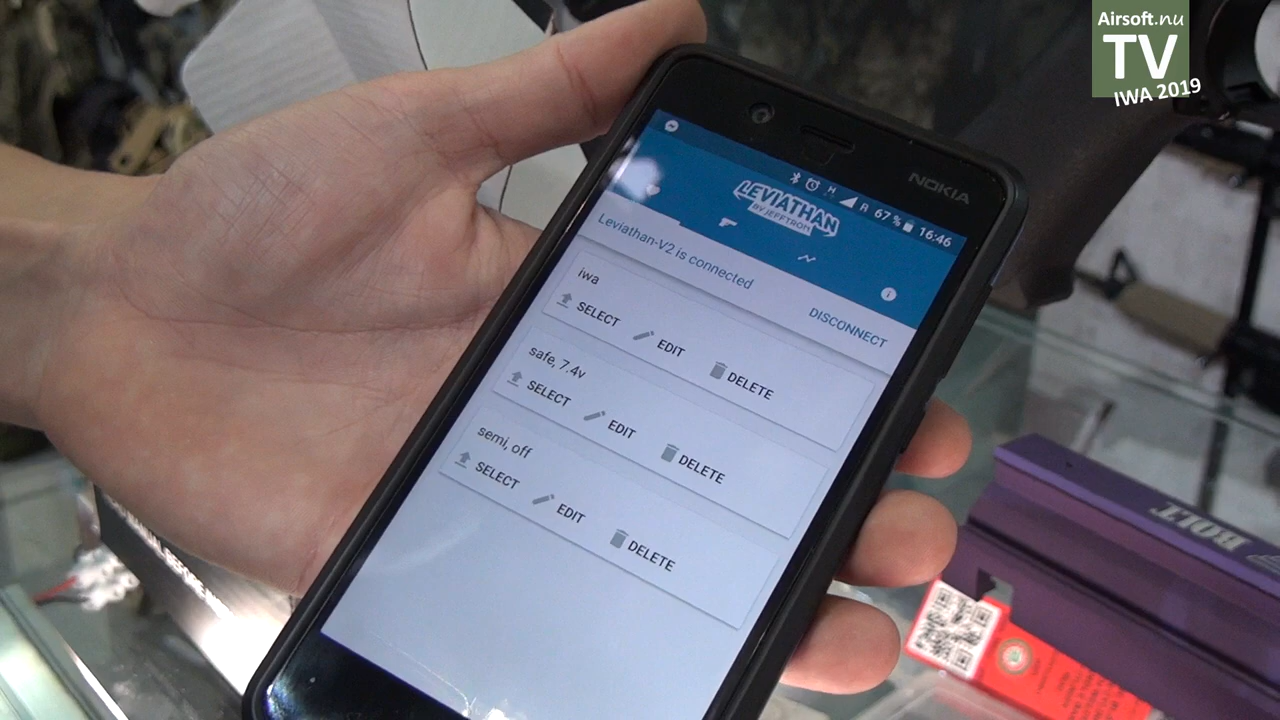 Airsoft.nu
TV
IWA 2019
NOKIA
H R 67 % 16:46
LEVIATHAN
BY JEFFTRON
Leviathan-V2 is connected
DISCONNECT
iwa
SELECT EDIT DELETE
safe, 7.4v
SELECT EDIT DELETE
semi, off
SELECT EDIT DELETE
BOLT